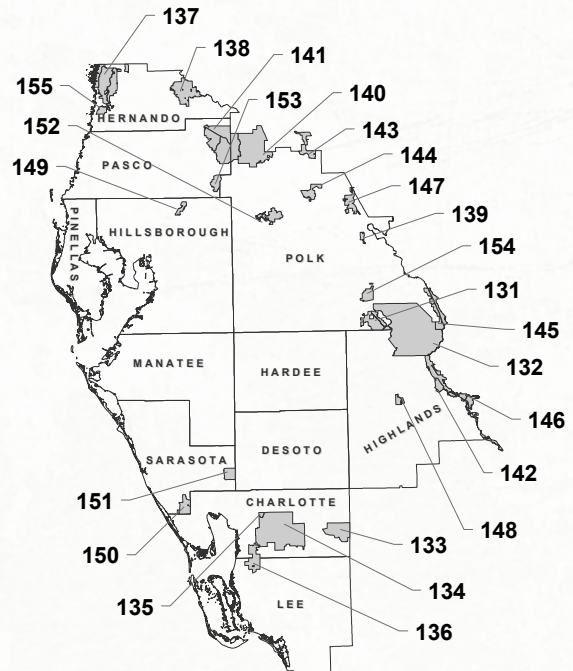 137
138
141
153
140
155
143
152
HERNANDO
144
PASCO
147
149
139
HILLSBOROUGH
PINELLAS
154
POLK
131
145
MANATEE
132
HARDEE
146
HIGHLANDS
142
DESOTO
SARASOTA
148
151
CHARLOTTE
133
150
134
135
LEE
136